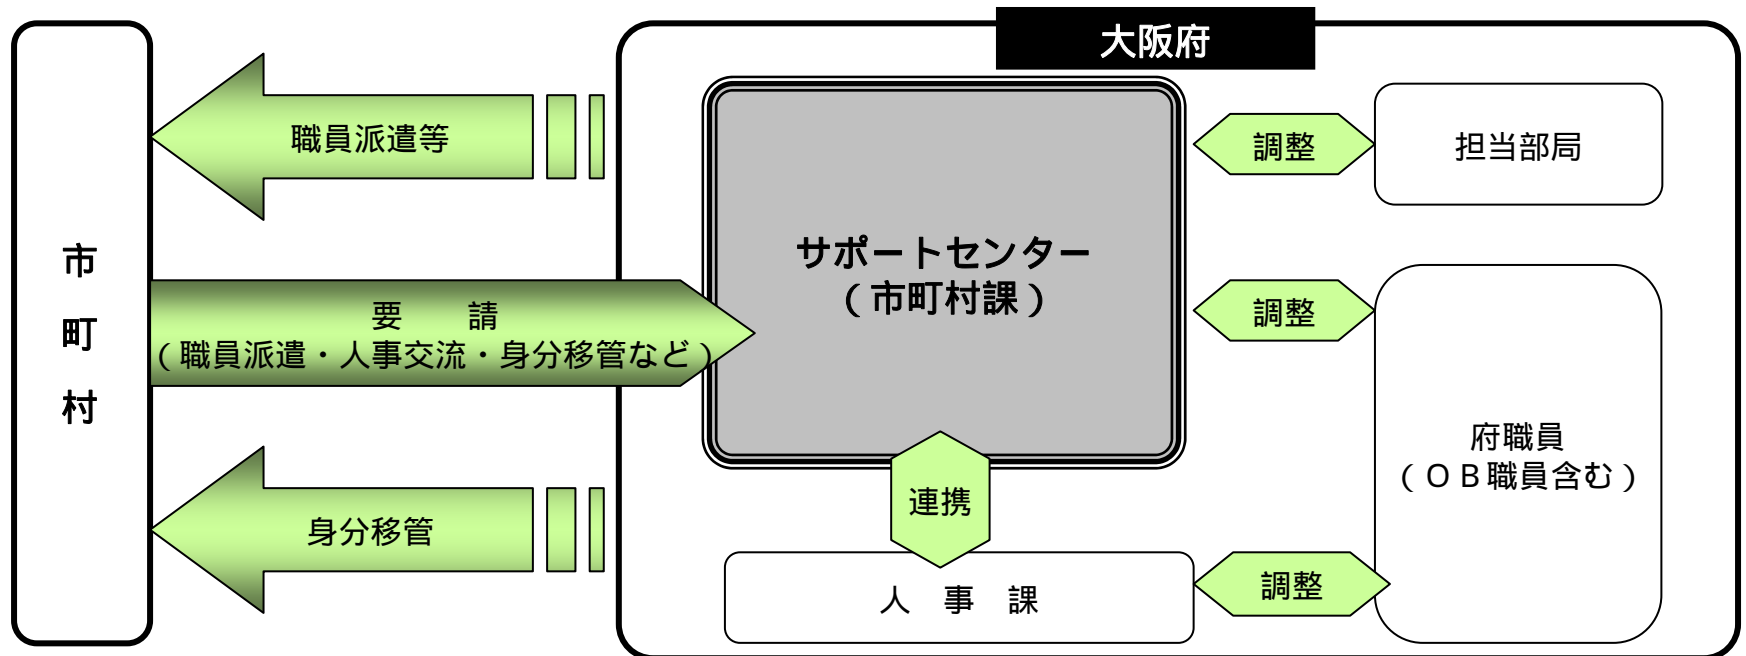 大阪府
市
町
村
職員派遣等
要　　請
（職員派遣・人事交流・身分移管など）
身分移管
サポートセンター
（市町村課）
調整
担当部局
調整
府職員
（ＯＢ職員含む）
連携
人　事　課
調整